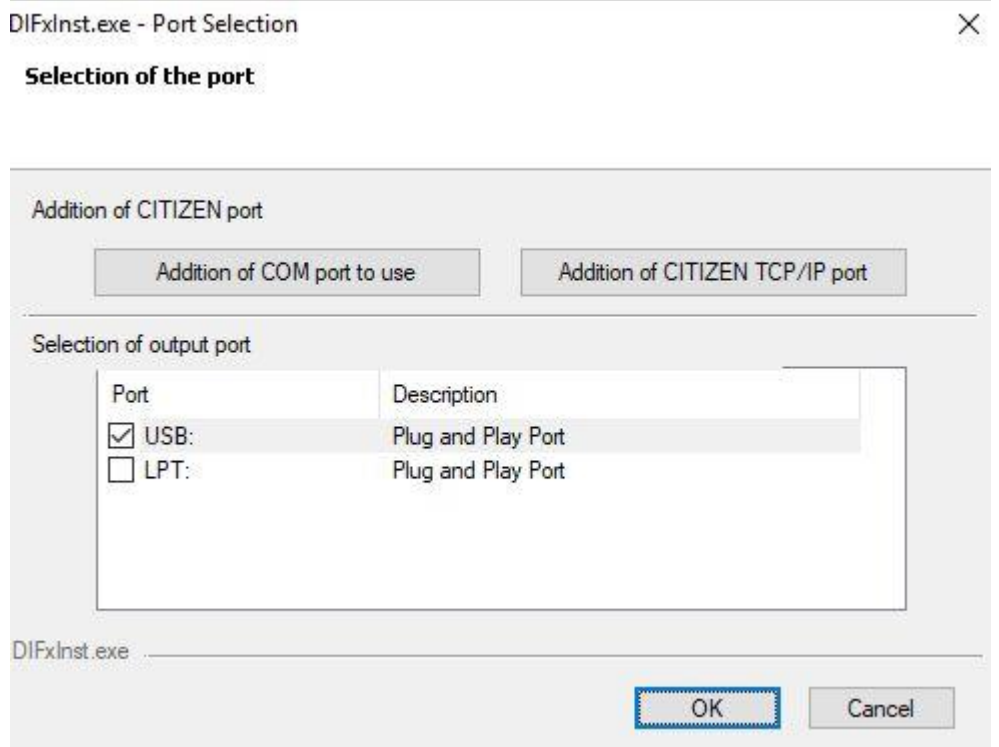 DIFxInst.exe - Port Selection
Selection of the port
Addition of CITIZEN port
Addition of COM port to use
Addition of CITIZEN TCP/IP port
Selection of output port
Port Description
USB: Plug and Play Port
LPT: Plug and Play Port
DIFxInst.exe
OK Cancel